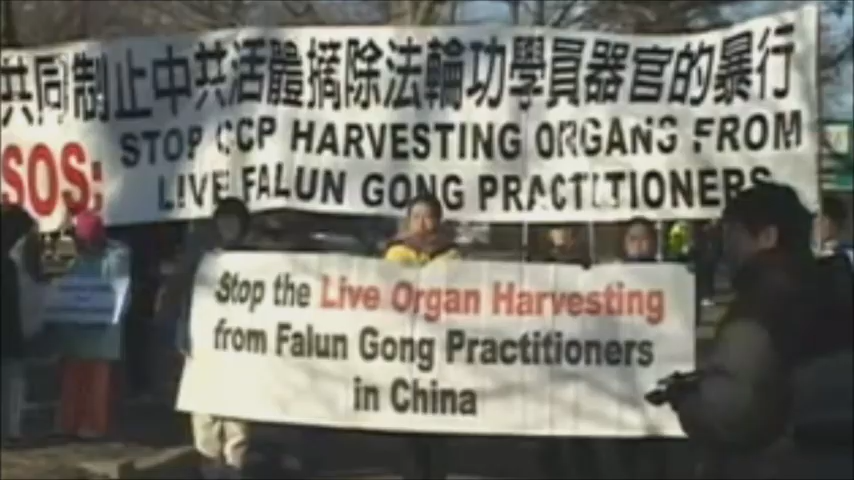 共同制止中共活體摘除法輪功學員器官的暴行
SOS:
STOP CCP HARVESTING ORGANS FROM
LIVE FALUN GONG PRACTITIONERS
Stop the Live Organ Harvesting
from Falun Gong Practitioners
in China